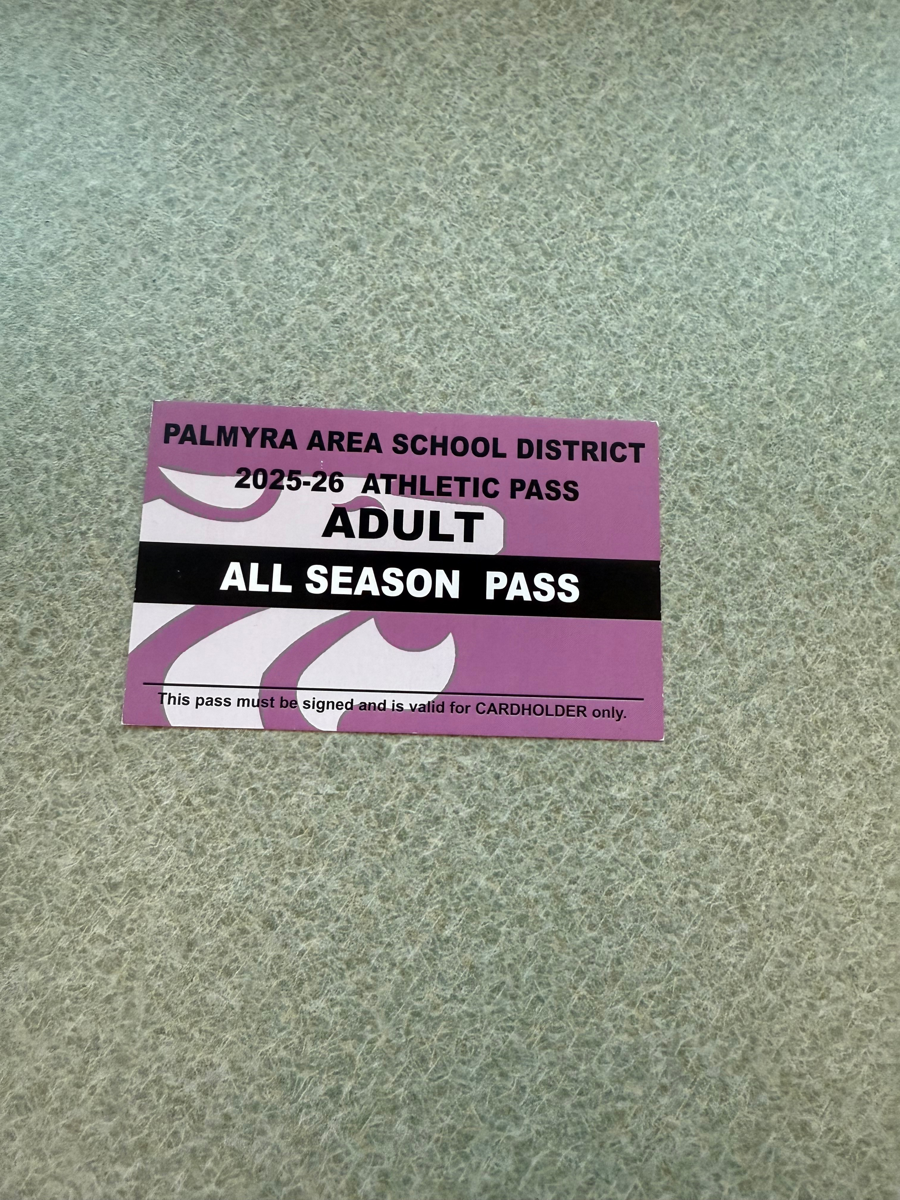 PALMYRA AREA SCHOOL DISTRICT
2025-26 ATHLETIC PASS
ADULT
ALL SEASON PASS
This pass must be signed and is valid for CARDHOLDER only.